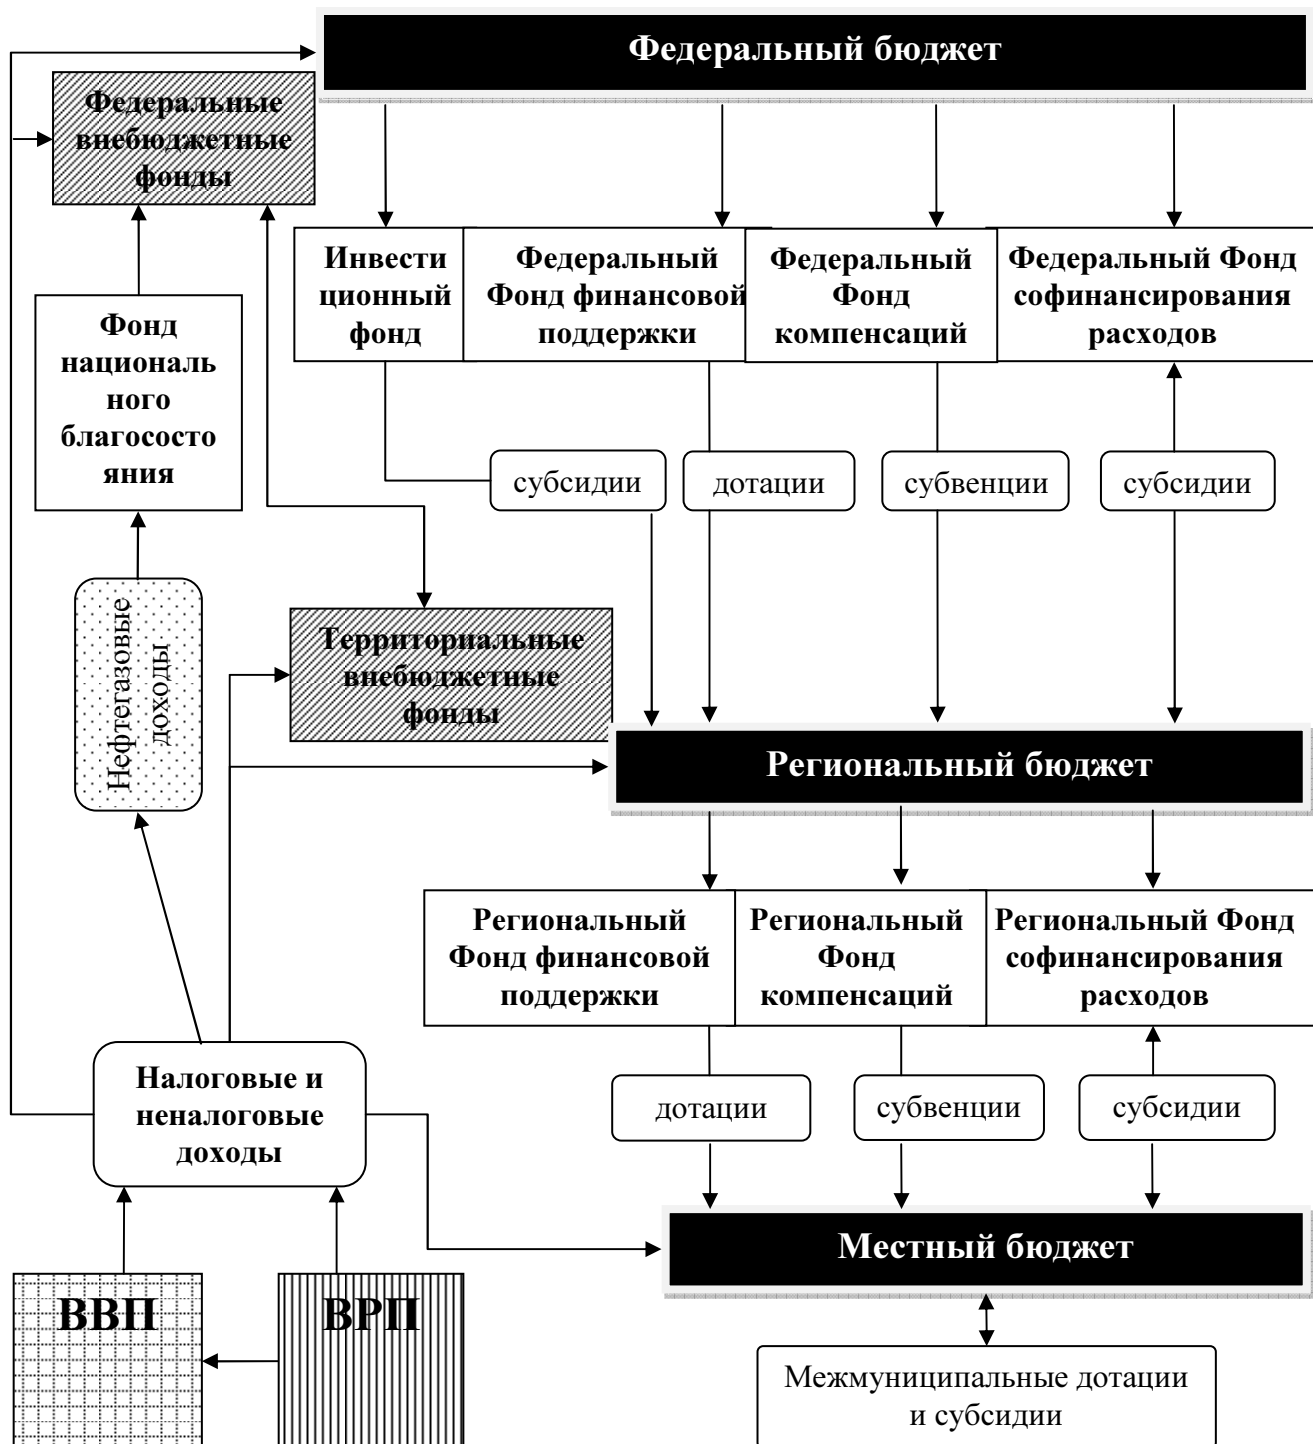 Федеральный бюджет
Федеральные
внебюджетные
фонды
Инвести
ционный
фонд
Федеральный
Фонд финансовой
поддержки
Федеральный
Фонд
компенсаций
Федеральный Фонд
софинансирования
расходов
Фонд
националь
ного
благососто
яния
субсидии
дотации
субвенции
субсидии
Нефтегазовые
доходы
Территориальные
внебюджетные
фонды
Региональный бюджет
Региональный
Фонд финансовой
поддержки
Региональный
Фонд
компенсаций
Региональный Фонд
софинансирования
расходов
Налоговые и
неналоговые
доходы
дотации
субвенции
субсидии
Местный бюджет
ВВП
ВРП
Межмуниципальные дотации
и субсидии